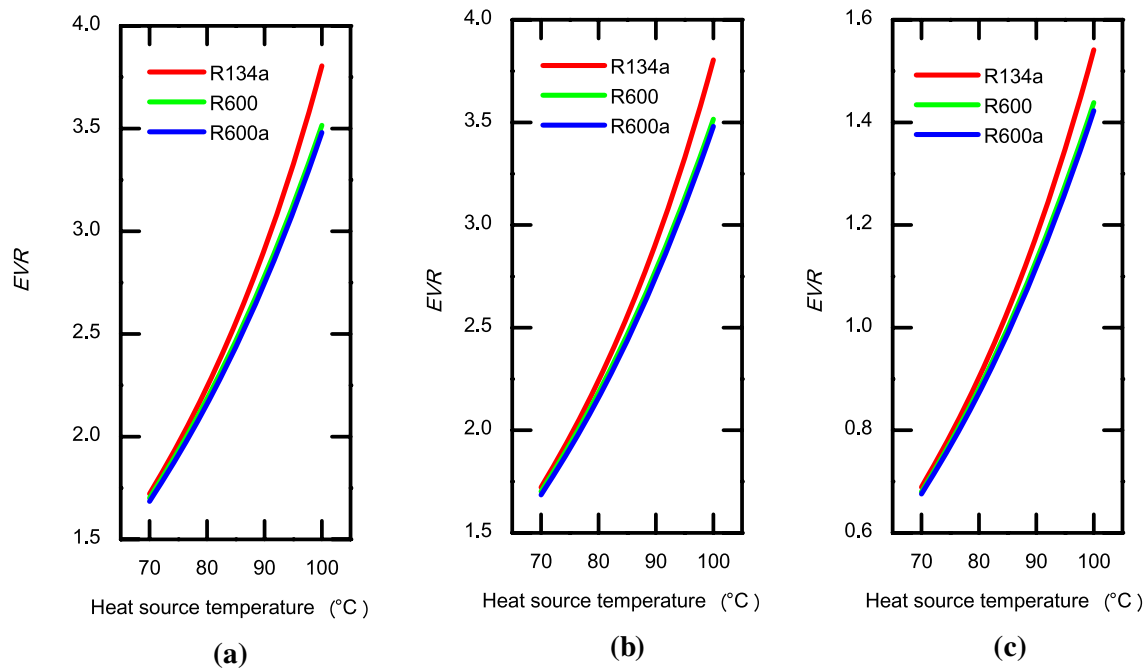 4.0
3.5
3.0
2.5
2.0
1.5
EVR
R134a
R600
R600a
70 80 90 100
Heat source temperature (°C)
(a)
4.0
3.5
3.0
2.5
2.0
1.5
EVR
R134a
R600
R600a
70 80 90 100
Heat source temperature (°C)
(b)
1.6
1.4
1.2
1.0
0.8
0.6
EVR
R134a
R600
R600a
70 80 90 100
Heat source temperature (°C)
(c)